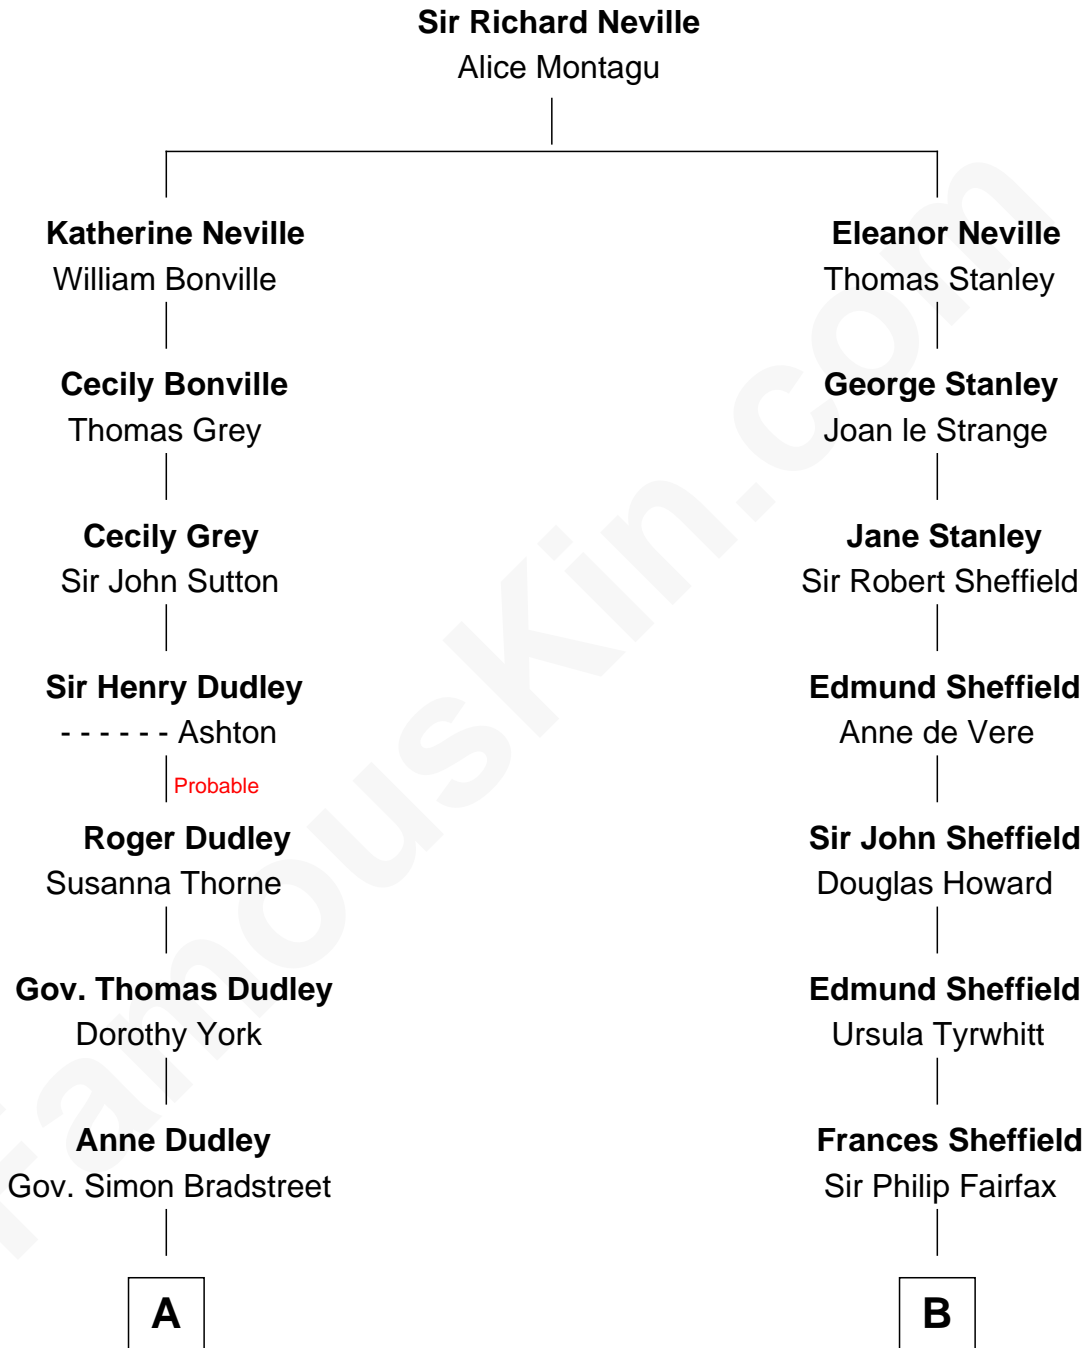 Sir Richard Neville
Alice Montagu
Katherine Neville
William Bonville
Eleanor Neville
Thomas Stanley
Cecily Bonville
Thomas Grey
George Stanley
Joan le Strange
Cecily Grey
Sir John Sutton
Jane Stanley
Sir Robert Sheffield
Sir Henry Dudley
- - - - - - Ashton
Edmund Sheffield
Anne de Vere
Probable
Roger Dudley
Susanna Thorne
Sir John Sheffield
Douglas Howard
Gov. Thomas Dudley
Dorothy York
Edmund Sheffield
Ursula Tyrwhitt
Anne Dudley
Gov. Simon Bradstreet
Frances Sheffield
Sir Philip Fairfax
A
B
FamousKin.com